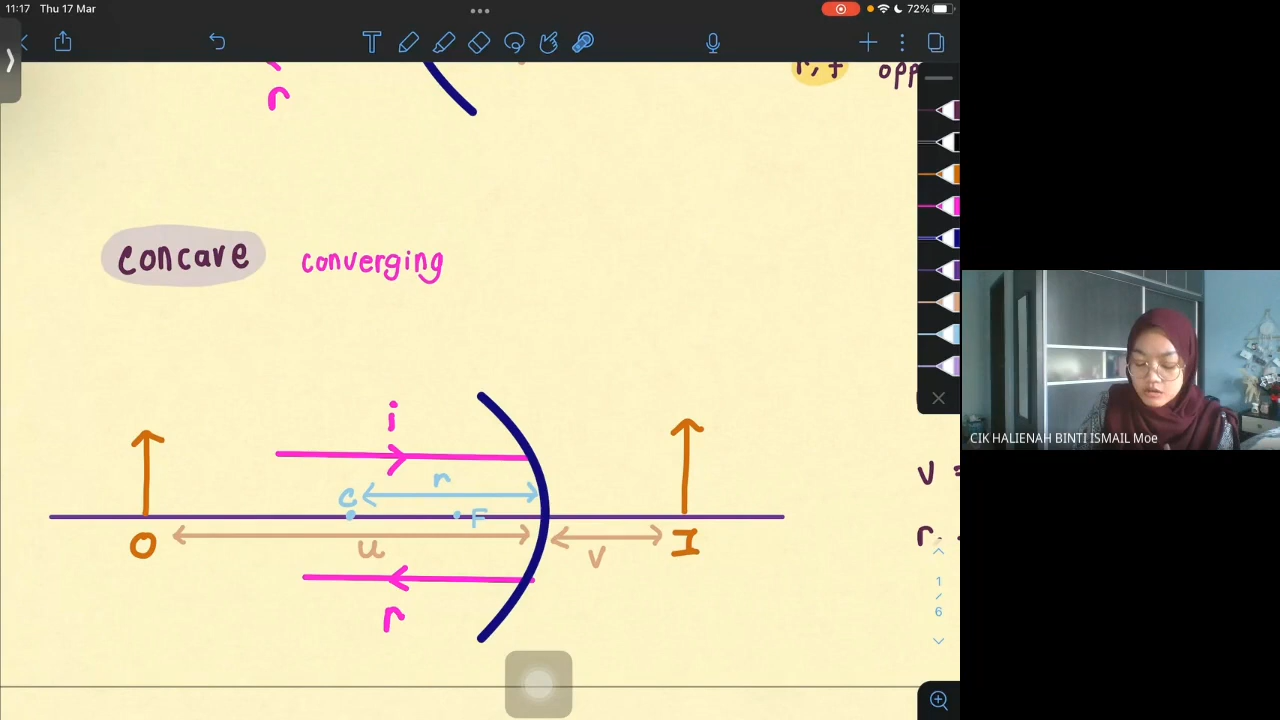 11:17 Thu 17 Mar
72%
T
r
r, f opp
concave converging
i
r
C
F
O
u
v
I
r
v =
r
1
/
6
CIK HALIENAH BINTI ISMAIL Moe